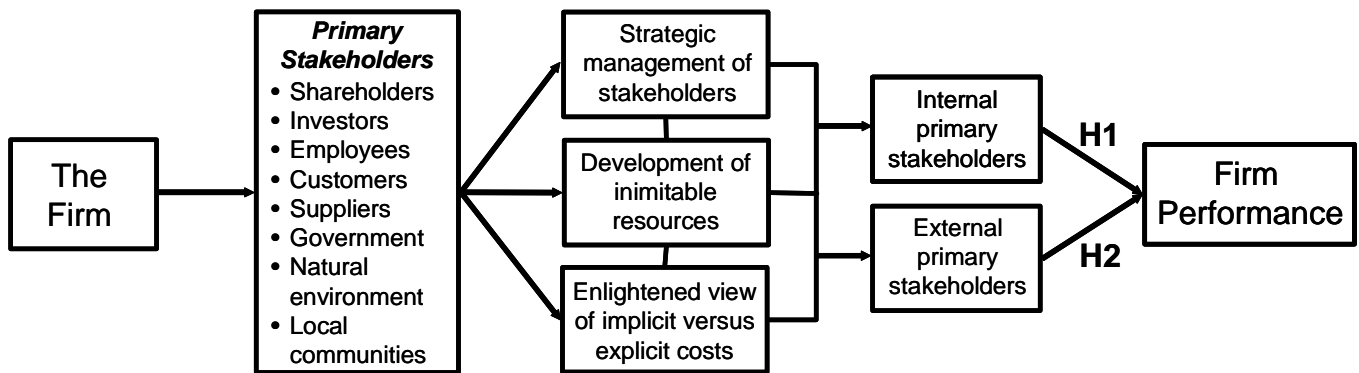 The
Firm
Primary
Stakeholders
• Shareholders
• Investors
• Employees
• Customers
• Suppliers
• Government
• Natural
environment
• Local
communities
Strategic
management of
stakeholders
Development of
inimitable
resources
Enlightened view
of implicit versus
explicit costs
Internal
primary
stakeholders
External
primary
stakeholders
H1
H2
Firm
Performance